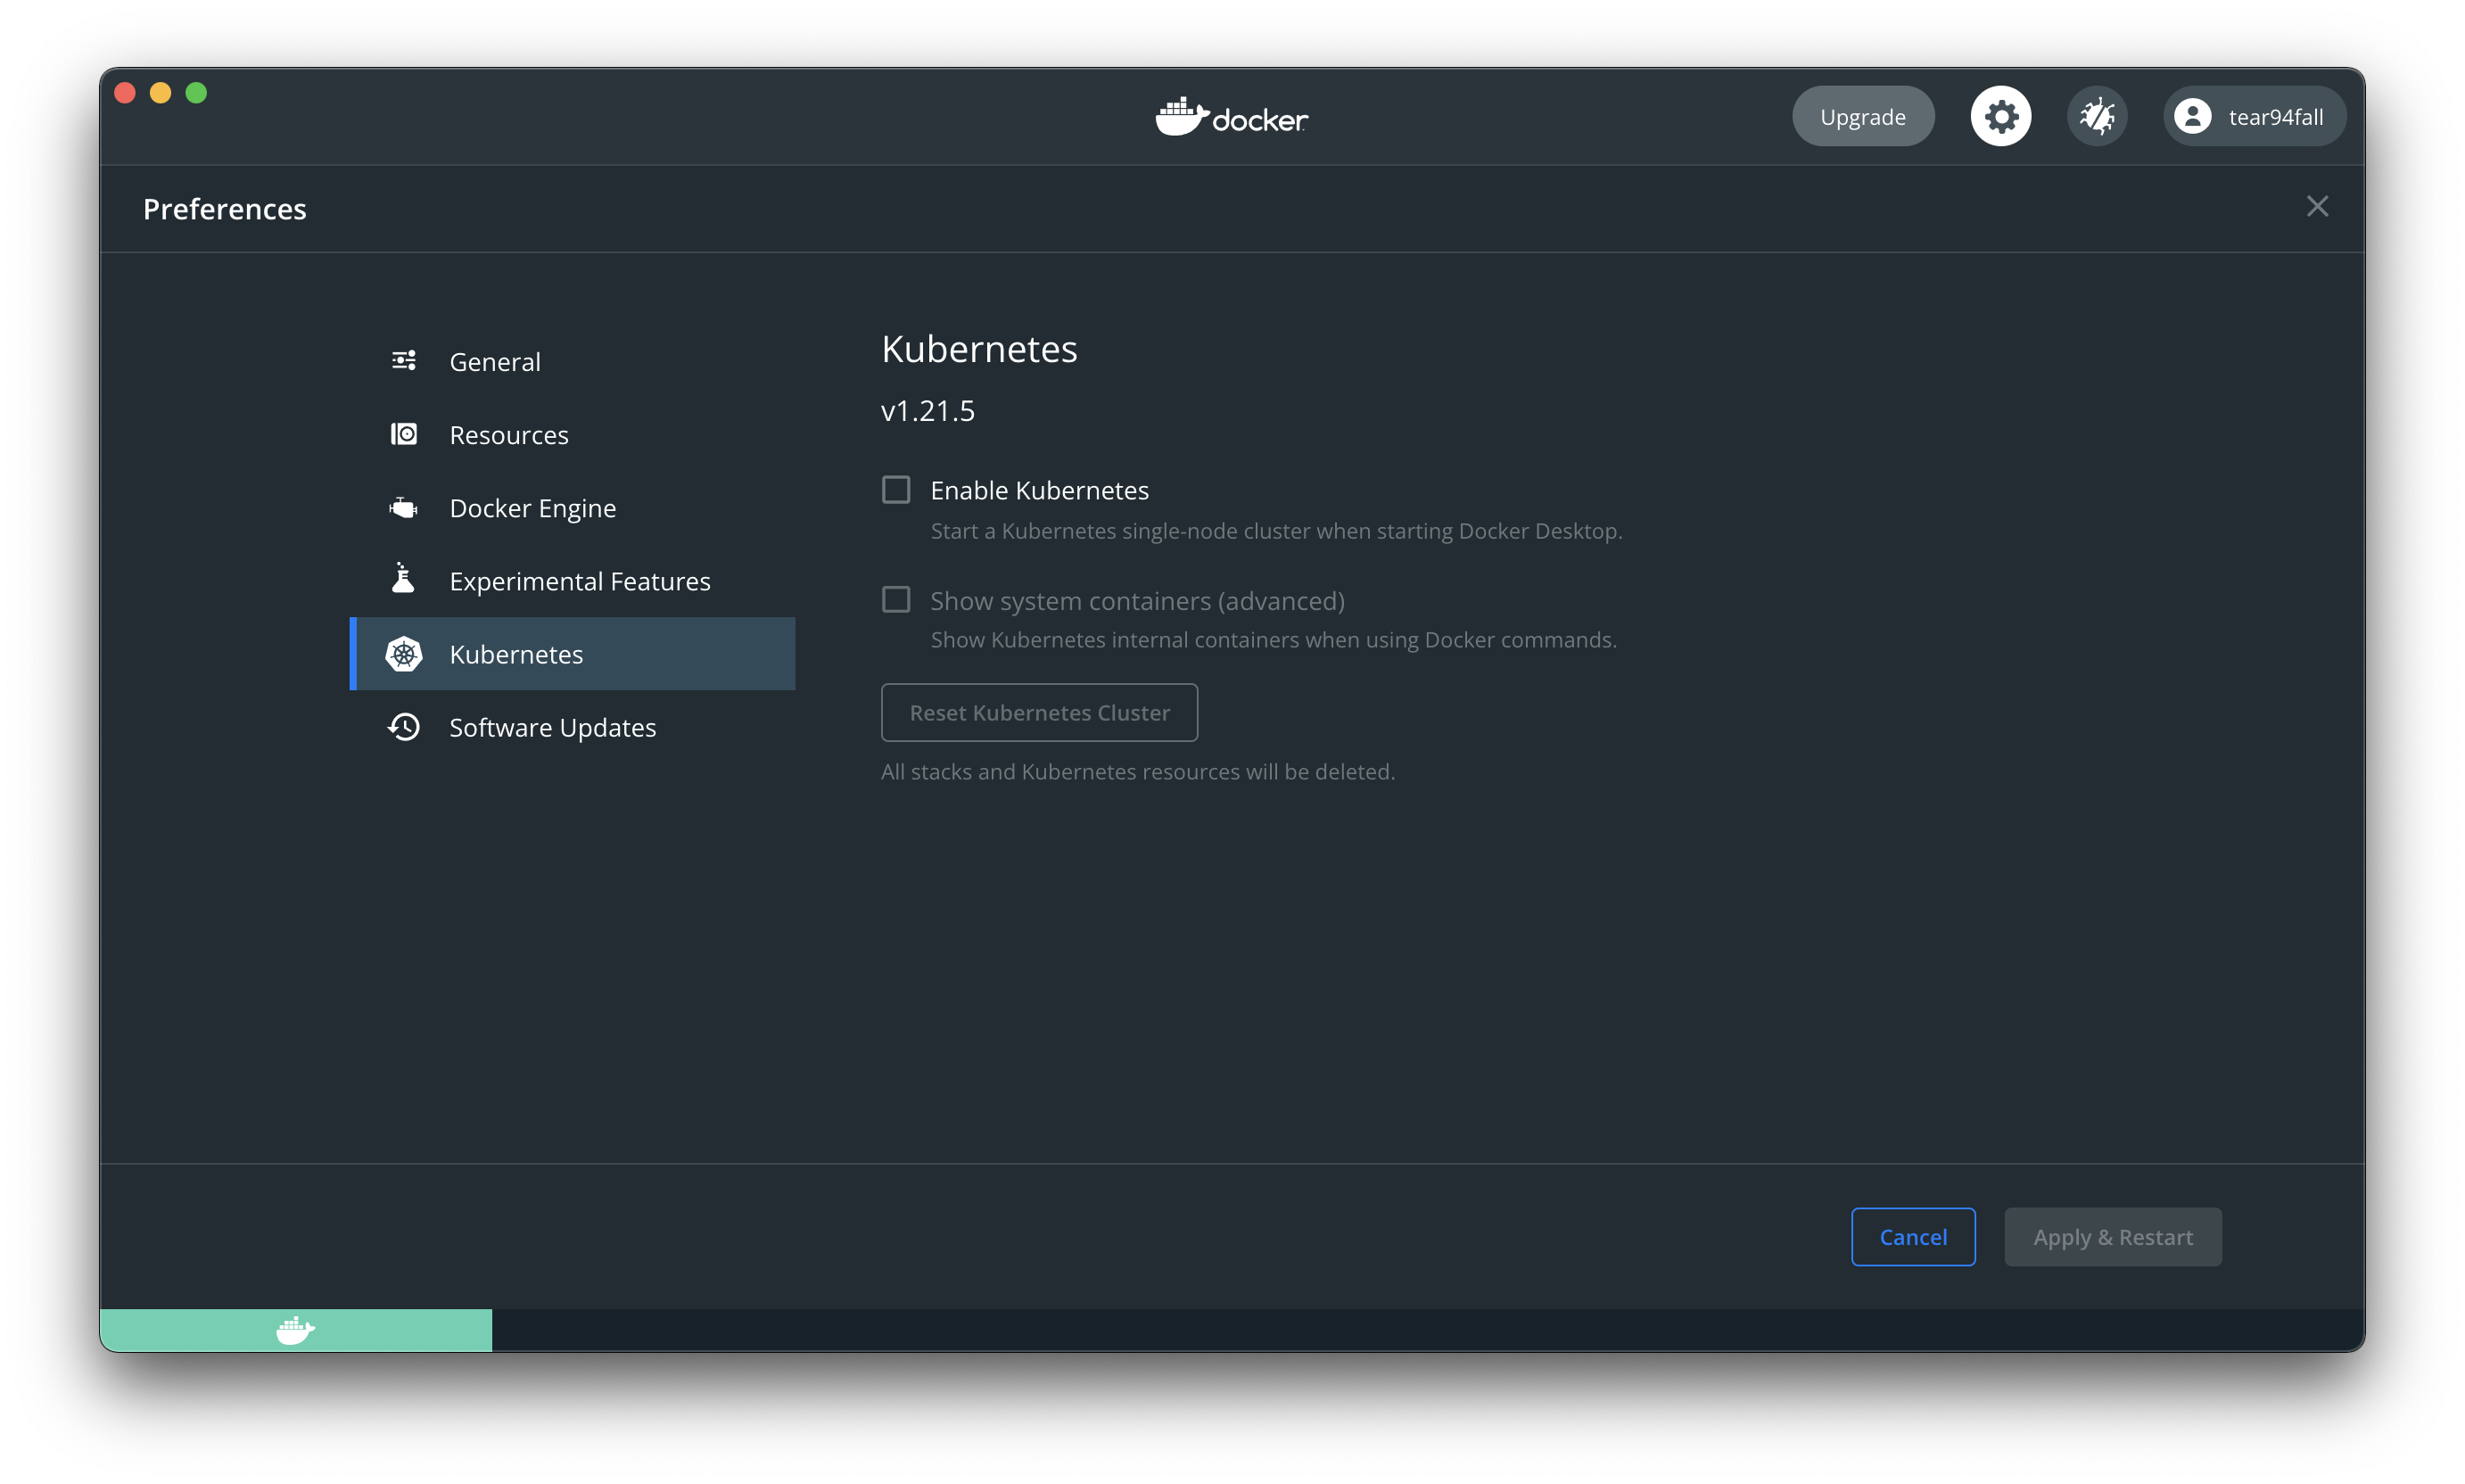 docker
Upgrade
tear94fall
Preferences
General
Resources
Docker Engine
Experimental Features
Kubernetes
Software Updates
Kubernetes
v1.21.5
Enable Kubernetes
Start a Kubernetes single-node cluster when starting Docker Desktop.
Show system containers (advanced)
Show Kubernetes internal containers when using Docker commands.
Reset Kubernetes Cluster
All stacks and Kubernetes resources will be deleted.
Cancel
Apply & Restart